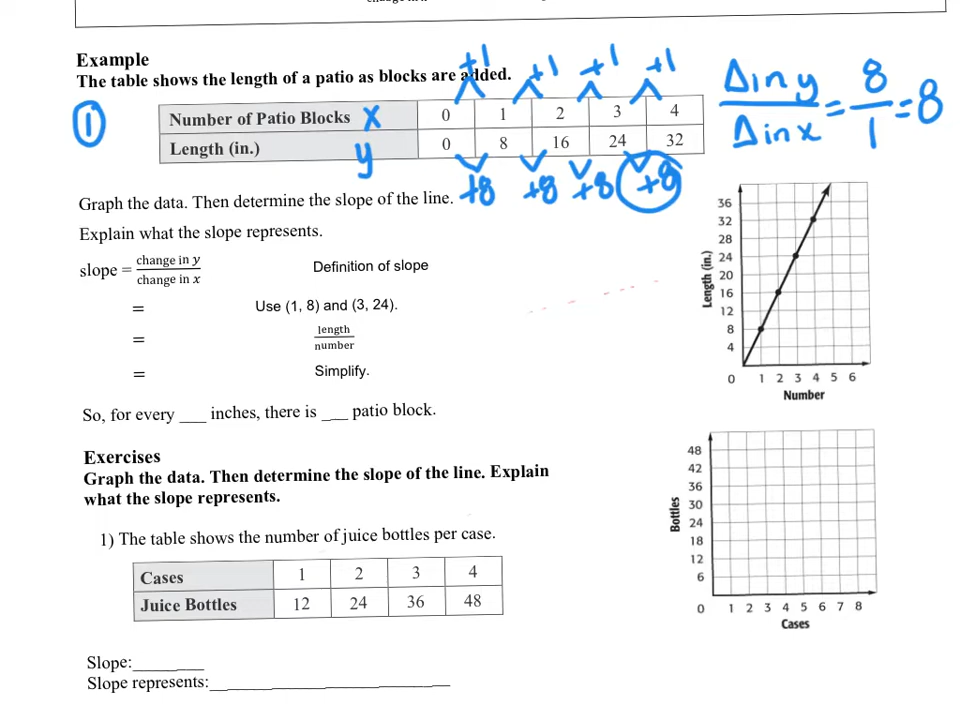 Example
+1 +1 +1 +1
The table shows the length of a patio as blocks are added.
①
Number of Patio Blocks x 0 1 2 3 4
Length (in.) y 0 8 16 24 32
+8 +8 +8 +8
Δ in y / Δ in x = 8/1 = 8
Graph the data. Then determine the slope of the line.
Explain what the slope represents.
slope = change in y / change in x Definition of slope
= Use (1, 8) and (3, 24).
= length / number
= Simplify.
So, for every ___ inches, there is ___ patio block.
36
32
28
24
20
16
12
8
4
0 1 2 3 4 5 6
Length (in.)
Number
Exercises
Graph the data. Then determine the slope of the line. Explain
what the slope represents.
1) The table shows the number of juice bottles per case.
Cases 1 2 3 4
Juice Bottles 12 24 36 48
48
42
36
30
24
18
12
6
0 1 2 3 4 5 6 7 8
Bottles
Cases
Slope:________
Slope represents:___________________________